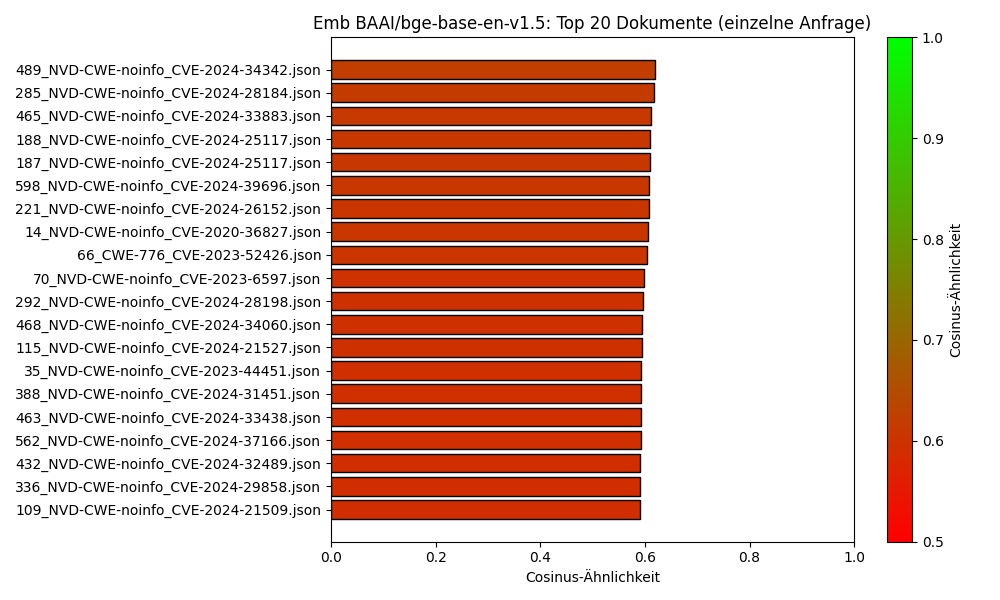 Emb BAAI/bge-base-en-v1.5: Top 20 Dokumente (einzelne Anfrage)
489_NVD-CWE-noinfo_CVE-2024-34342.json
285_NVD-CWE-noinfo_CVE-2024-28184.json
465_NVD-CWE-noinfo_CVE-2024-33883.json
188_NVD-CWE-noinfo_CVE-2024-25117.json
187_NVD-CWE-noinfo_CVE-2024-25117.json
598_NVD-CWE-noinfo_CVE-2024-39696.json
221_NVD-CWE-noinfo_CVE-2024-26152.json
14_NVD-CWE-noinfo_CVE-2020-36827.json
66_CWE-776_CVE-2023-52426.json
70_NVD-CWE-noinfo_CVE-2023-6597.json
292_NVD-CWE-noinfo_CVE-2024-28198.json
468_NVD-CWE-noinfo_CVE-2024-34060.json
115_NVD-CWE-noinfo_CVE-2024-21527.json
35_NVD-CWE-noinfo_CVE-2023-44451.json
388_NVD-CWE-noinfo_CVE-2024-31451.json
463_NVD-CWE-noinfo_CVE-2024-33438.json
562_NVD-CWE-noinfo_CVE-2024-37166.json
432_NVD-CWE-noinfo_CVE-2024-32489.json
336_NVD-CWE-noinfo_CVE-2024-29858.json
109_NVD-CWE-noinfo_CVE-2024-21509.json
0.0 0.2 0.4 0.6 0.8 1.0
Cosinus-Ähnlichkeit
1.0
0.9
0.8
0.7
0.6
0.5
Cosinus-Ähnlichkeit